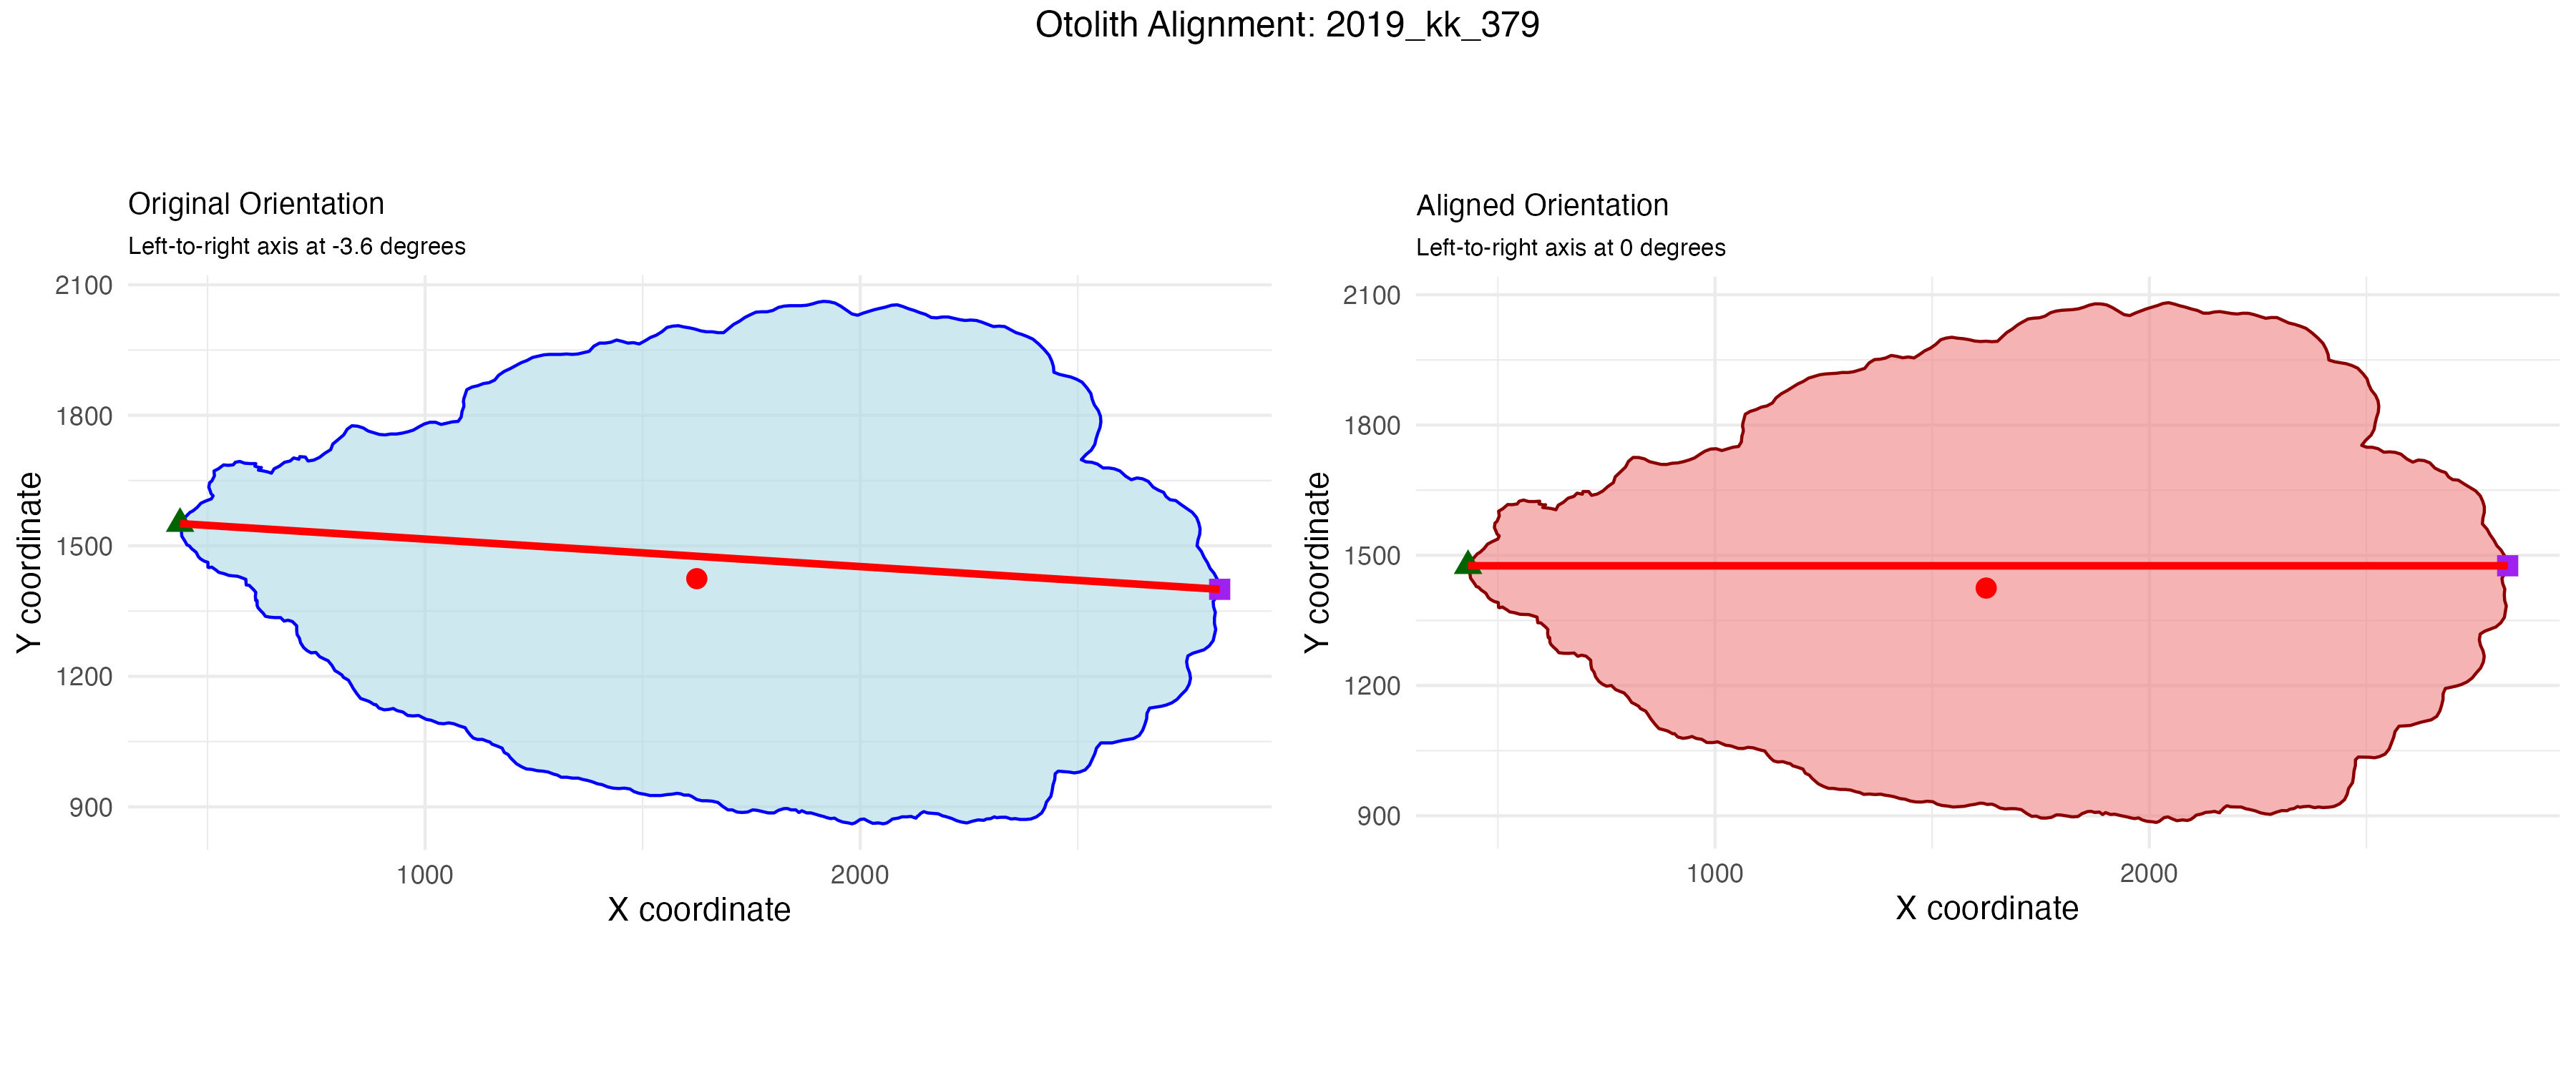 Otolith Alignment: 2019_kk_379
Original Orientation
Left-to-right axis at -3.6 degrees
2100
1800
1500
1200
900
Y coordinate
1000
2000
X coordinate
Aligned Orientation
Left-to-right axis at 0 degrees
2100
1800
1500
1200
900
Y coordinate
1000
2000
X coordinate